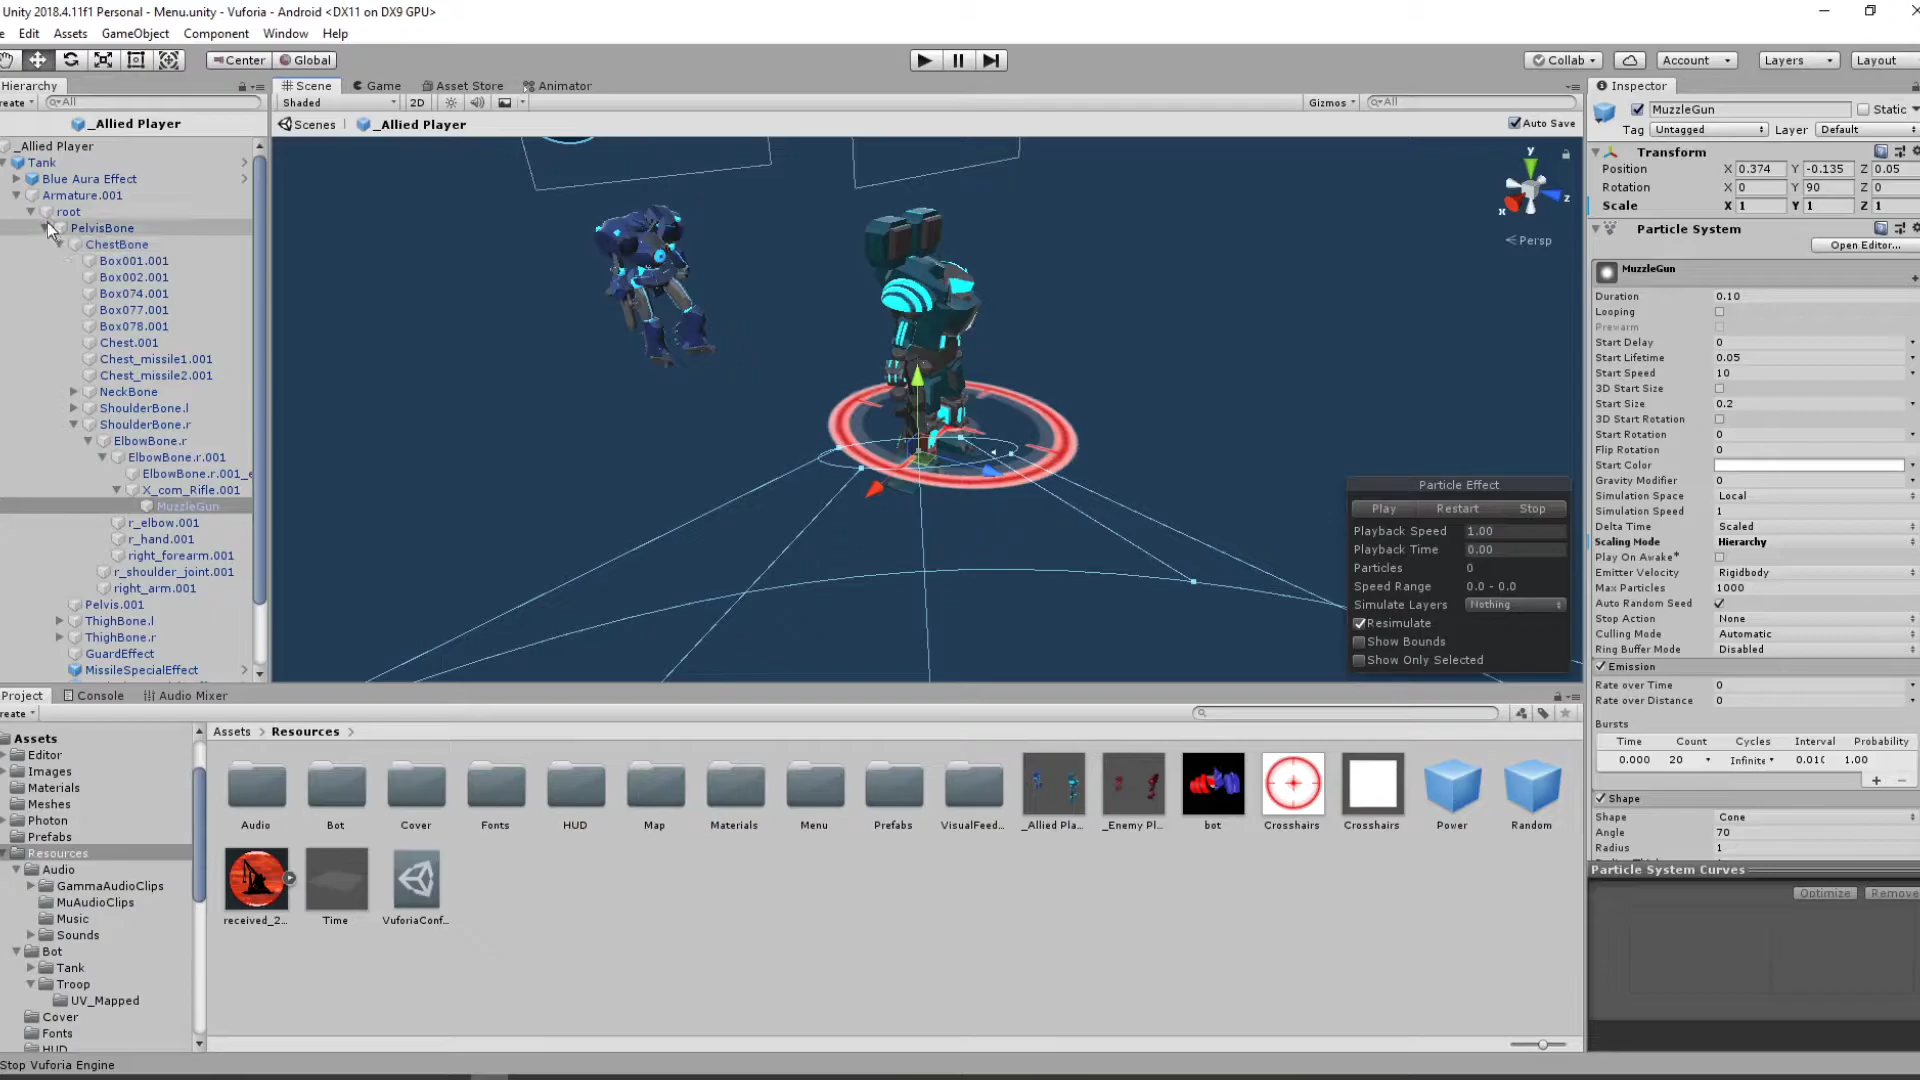 Unity 2018.4.11f1 Personal - Menu.unity - Vuforia - Android <DX11 on DX9 GPU>
e Edit Assets GameObject Component Window Help
Center Global
Collab Account Layers Layout
Hierarchy
Scene Game Asset Store Animator
Inspector
reate All
Shaded 2D Gizmos All
_Allied Player
Scenes _Allied Player Auto Save
_Allied Player
Tank
Blue Aura Effect
Armature.001
root
PelvisBone
ChestBone
Box001.001
Box002.001
Box074.001
Box077.001
Box078.001
Chest.001
Chest_missile1.001
Chest_missile2.001
NeckBone
ShoulderBone.l
ShoulderBone.r
ElbowBone.r
ElbowBone.r.001
ElbowBone.r.001_e
X_com_Rifle.001
MuzzleGun
r_elbow.001
r_hand.001
right_forearm.001
r_shoulder_joint.001
right_arm.001
Pelvis.001
ThighBone.l
ThighBone.r
GuardEffect
MissileSpecialEffect
y
z
x
Persp
Particle Effect
Play Restart Stop
Playback Speed 1.00
Playback Time 0.00
Particles 0
Speed Range 0.0 - 0.0
Simulate Layers Nothing
Resimulate
Show Bounds
Show Only Selected
MuzzleGun Static
Tag Untagged Layer Default
Transform
Position X 0.374 Y -0.135 Z 0.05
Rotation X 0 Y 90 Z 0
Scale X 1 Y 1 Z 1
Particle System
Open Editor...
MuzzleGun
Duration 0.10
Looping
Prewarm
Start Delay 0
Start Lifetime 0.05
Start Speed 10
3D Start Size
Start Size 0.2
3D Start Rotation
Start Rotation 0
Flip Rotation 0
Start Color
Gravity Modifier 0
Simulation Space Local
Simulation Speed 1
Delta Time Scaled
Scaling Mode Hierarchy
Play On Awake*
Emitter Velocity Rigidbody
Max Particles 1000
Auto Random Seed
Stop Action None
Culling Mode Automatic
Ring Buffer Mode Disabled
Emission
Rate over Time 0
Rate over Distance 0
Bursts
Time Count Cycles Interval Probability
0.000 20 Infinite 0.010 1.00
Shape
Shape Cone
Angle 70
Radius 1
Particle System Curves
Optimize Remove
Project Console Audio Mixer
reate
Assets
Editor
Images
Materials
Meshes
Photon
Prefabs
Resources
Audio
GammaAudioClips
MuAudioClips
Music
Sounds
Bot
Tank
Troop
UV_Mapped
Cover
Fonts
HUD
Assets > Resources >
Audio Bot Cover Fonts HUD Map Materials Menu Prefabs VisualFeed... _Allied Pla... _Enemy Pl... bot Crosshairs Crosshairs Power Random
received_2... Time VuforiaConf...
Stop Vuforia Engine